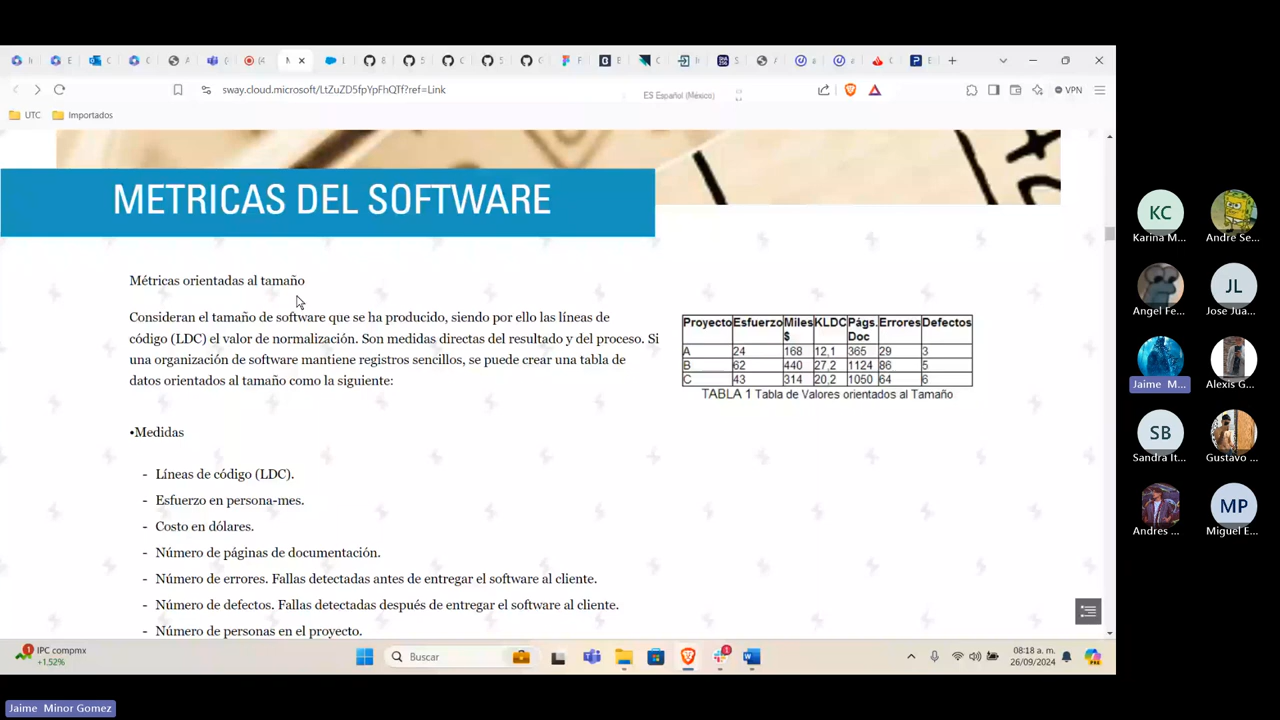 sway.cloud.microsoft/LtZuZD5fpYpFhQTf?ref=Link
ES Español (México)
VPN
UTC
Importados
METRICAS DEL SOFTWARE
Métricas orientadas al tamaño
Consideran el tamaño de software que se ha producido, siendo por ello las líneas de
código (LDC) el valor de normalización. Son medidas directas del resultado y del proceso. Si
una organización de software mantiene registros sencillos, se puede crear una tabla de
datos orientados al tamaño como la siguiente:
•Medidas
- Líneas de código (LDC).
- Esfuerzo en persona-mes.
- Costo en dólares.
- Número de páginas de documentación.
- Número de errores. Fallas detectadas antes de entregar el software al cliente.
- Número de defectos. Fallas detectadas después de entregar el software al cliente.
- Número de personas en el proyecto.
Proyecto Esfuerzo Miles $ KLDC Págs. Doc Errores Defectos
A 24 168 12,1 365 29 3
B 62 440 27,2 1124 86 5
C 43 314 20,2 1050 64 6
TABLA 1 Tabla de Valores orientados al Tamaño
KC
Karina M...
Andre Se...
Angel Fe...
JL
Jose Jua...
Jaime M...
Alexis G...
SB
Sandra It...
Gustavo ...
Andres ...
MP
Miguel E...
IPC compmx
+1.52%
Buscar
08:18 a. m.
26/09/2024
Jaime Minor Gomez